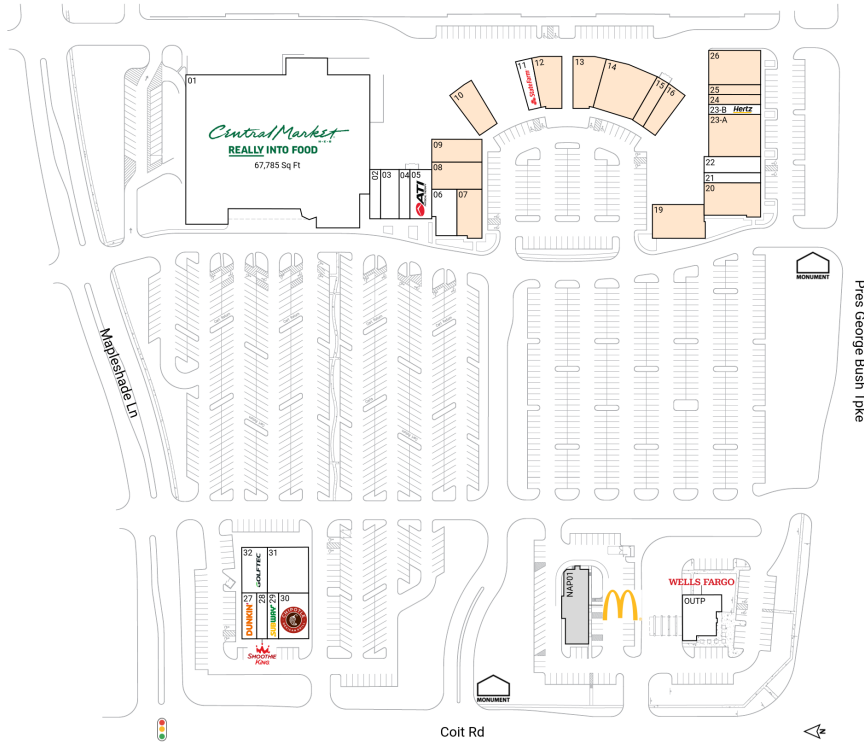 01
Central Market
H-E-B
REALLY INTO FOOD
67,785 Sq Ft
02
03
04
05
ATI
06
07
08
09
10
11
State Farm
12
13
14
15
16
26
25
24
23-B
Hertz
23-A
22
21
20
19
MONUMENT
Pres George Bush Tpke
Mapleshade Ln
32
GOLFTEC
31
27
DUNKIN'
28
29
SUBWAY
30
CHIPOTLE
SMOOTHIE
KING
NAP01
WELLS FARGO
OUTP
MONUMENT
Coit Rd
N